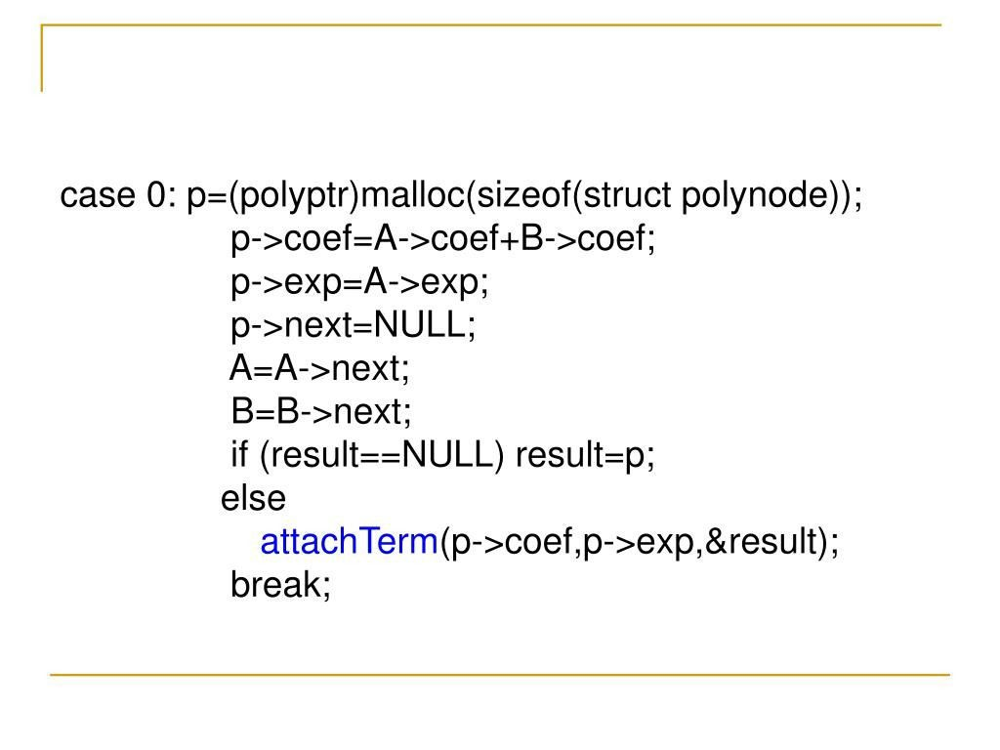 case 0: p=(polyptr)malloc(sizeof(struct polynode));
p->coef=A->coef+B->coef;
p->exp=A->exp;
p->next=NULL;
A=A->next;
B=B->next;
if (result==NULL) result=p;
else
attachTerm(p->coef,p->exp,&result);
break;